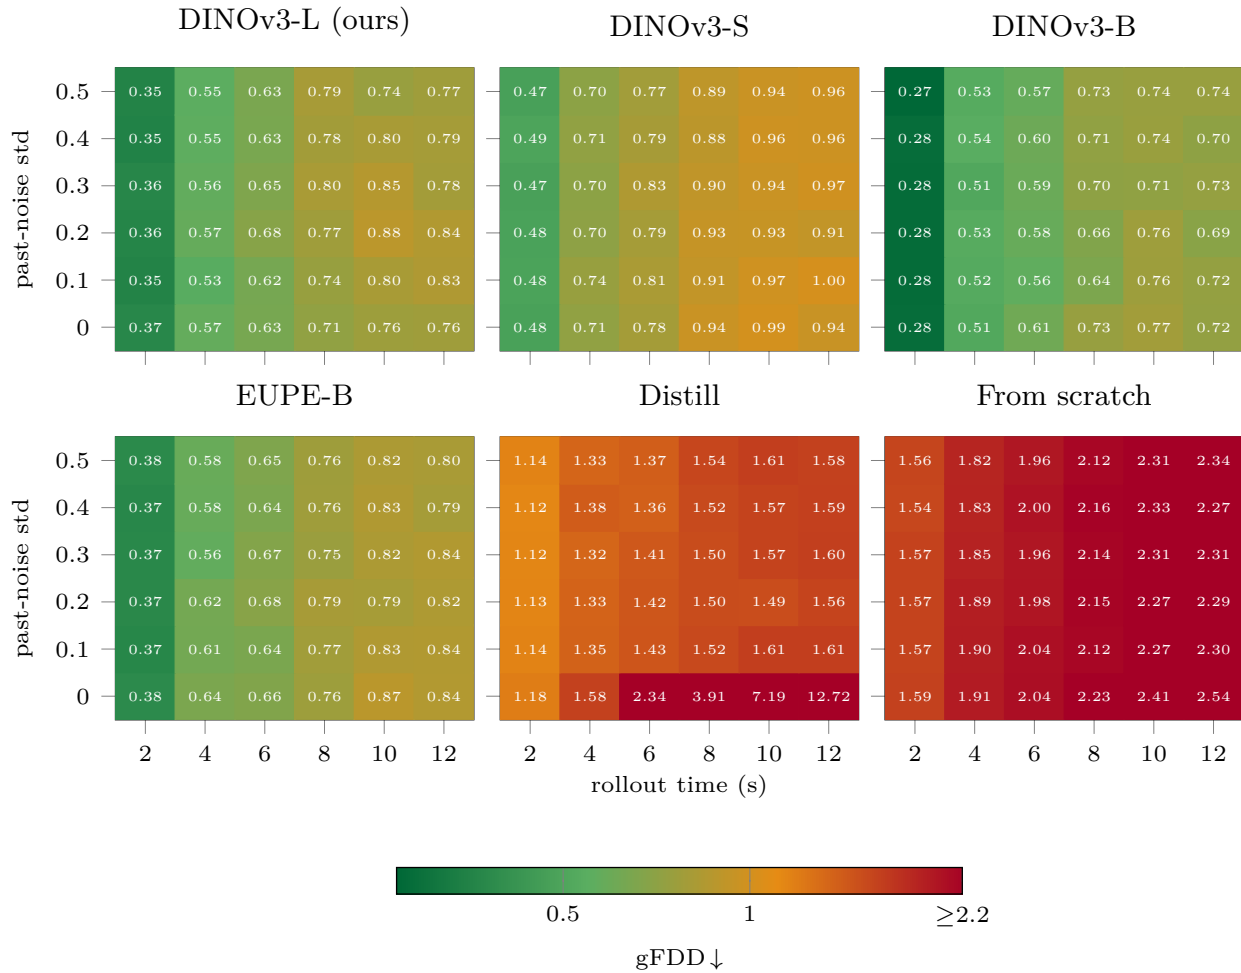 DINOv3-L (ours) DINOv3-S DINOv3-B
past-noise std
0.5 0.35 0.55 0.63 0.79 0.74 0.77 0.47 0.70 0.77 0.89 0.94 0.96 0.27 0.53 0.57 0.73 0.74 0.74
0.4 0.35 0.55 0.63 0.78 0.80 0.79 0.49 0.71 0.79 0.88 0.96 0.96 0.28 0.54 0.60 0.71 0.74 0.70
0.3 0.36 0.56 0.65 0.80 0.85 0.78 0.47 0.70 0.83 0.90 0.94 0.97 0.28 0.51 0.59 0.70 0.71 0.73
0.2 0.36 0.57 0.68 0.77 0.88 0.84 0.48 0.70 0.79 0.93 0.93 0.91 0.28 0.53 0.58 0.66 0.76 0.69
0.1 0.35 0.53 0.62 0.74 0.80 0.83 0.48 0.74 0.81 0.91 0.97 1.00 0.28 0.52 0.56 0.64 0.76 0.72
0 0.37 0.57 0.63 0.71 0.76 0.76 0.48 0.71 0.78 0.94 0.99 0.94 0.28 0.51 0.61 0.73 0.77 0.72
EUPE-B Distill From scratch
past-noise std
0.5 0.38 0.58 0.65 0.76 0.82 0.80 1.14 1.33 1.37 1.54 1.61 1.58 1.56 1.82 1.96 2.12 2.31 2.34
0.4 0.37 0.58 0.64 0.76 0.83 0.79 1.12 1.38 1.36 1.52 1.57 1.59 1.54 1.83 2.00 2.16 2.33 2.27
0.3 0.37 0.56 0.67 0.75 0.82 0.84 1.12 1.32 1.41 1.50 1.57 1.60 1.57 1.85 1.96 2.14 2.31 2.31
0.2 0.37 0.62 0.68 0.79 0.79 0.82 1.13 1.33 1.42 1.50 1.49 1.56 1.57 1.89 1.98 2.15 2.27 2.29
0.1 0.37 0.61 0.64 0.77 0.83 0.84 1.14 1.35 1.43 1.52 1.61 1.61 1.57 1.90 2.04 2.12 2.27 2.30
0 0.38 0.64 0.66 0.76 0.87 0.84 1.18 1.58 2.34 3.91 7.19 12.72 1.59 1.91 2.04 2.23 2.41 2.54
2 4 6 8 10 12 2 4 6 8 10 12 2 4 6 8 10 12
rollout time (s)
0.5 1 ≥2.2
gFDD↓